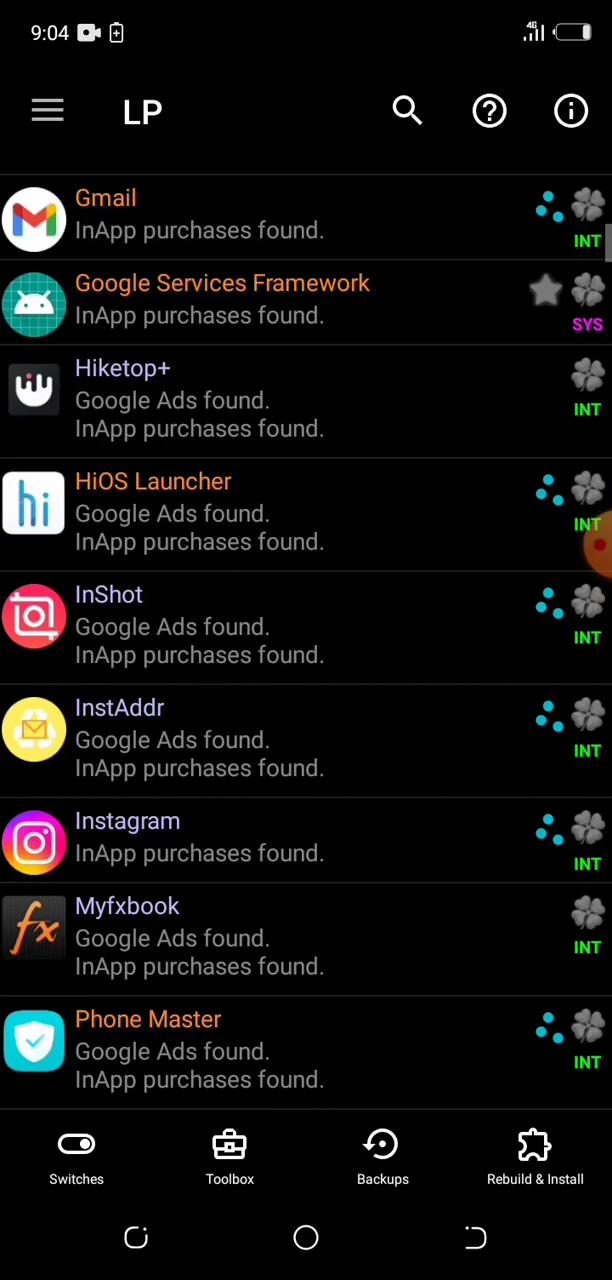 9:04
4G
LP
Gmail
InApp purchases found.
INT
Google Services Framework
InApp purchases found.
SYS
Hiketop+
Google Ads found.
InApp purchases found.
INT
HiOS Launcher
Google Ads found.
InApp purchases found.
INT
InShot
Google Ads found.
InApp purchases found.
INT
InstAddr
Google Ads found.
InApp purchases found.
INT
Instagram
InApp purchases found.
INT
Myfxbook
Google Ads found.
InApp purchases found.
INT
Phone Master
Google Ads found.
InApp purchases found.
INT
Switches
Toolbox
Backups
Rebuild & Install